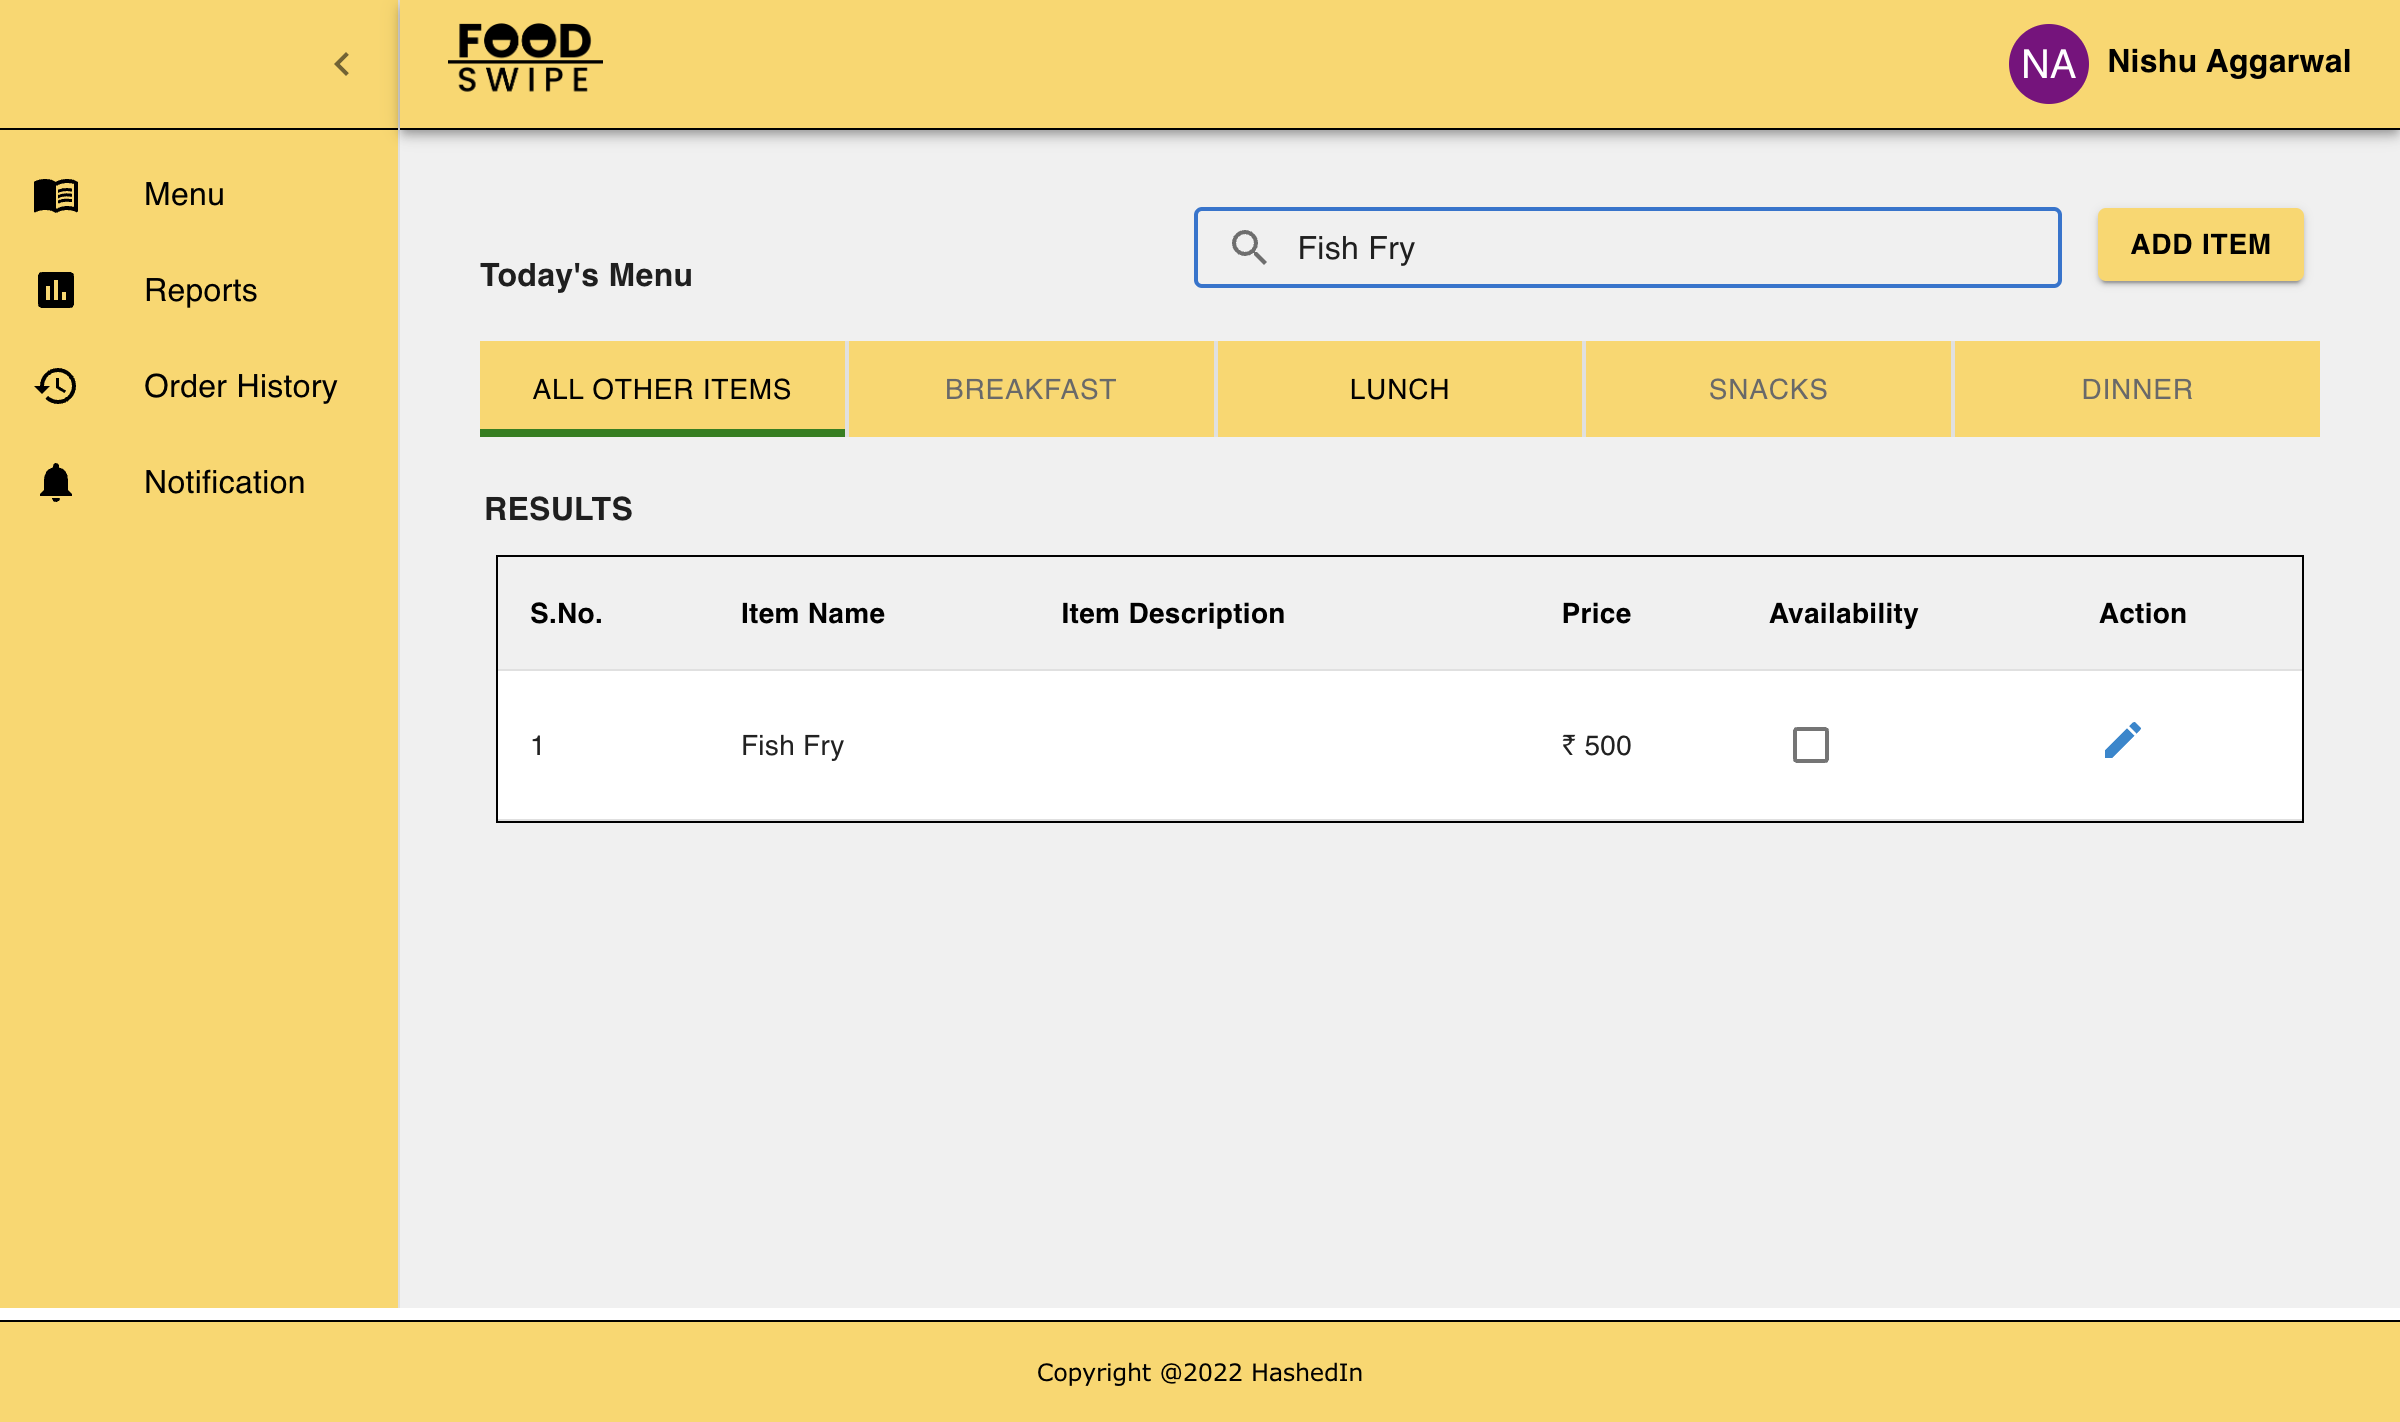 FOOD
SWIPE
NA Nishu Aggarwal
Menu
Reports
Order History
Notification
Today's Menu
Fish Fry
ADD ITEM
ALL OTHER ITEMS BREAKFAST LUNCH SNACKS DINNER
RESULTS
S.No. Item Name Item Description Price Availability Action
1 Fish Fry ₹ 500
Copyright @2022 HashedIn